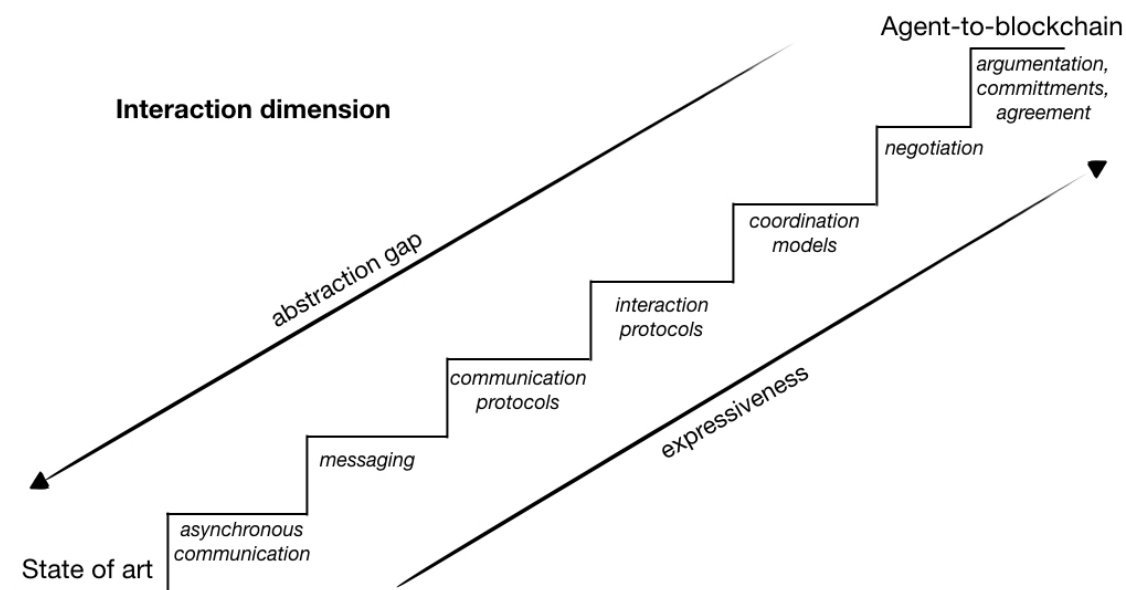 Agent-to-blockchain
argumentation,
committments,
agreement
Interaction dimension
negotiation
coordination
models
abstraction gap
interaction
protocols
communication
protocols
expressiveness
messaging
asynchronous
communication
State of art